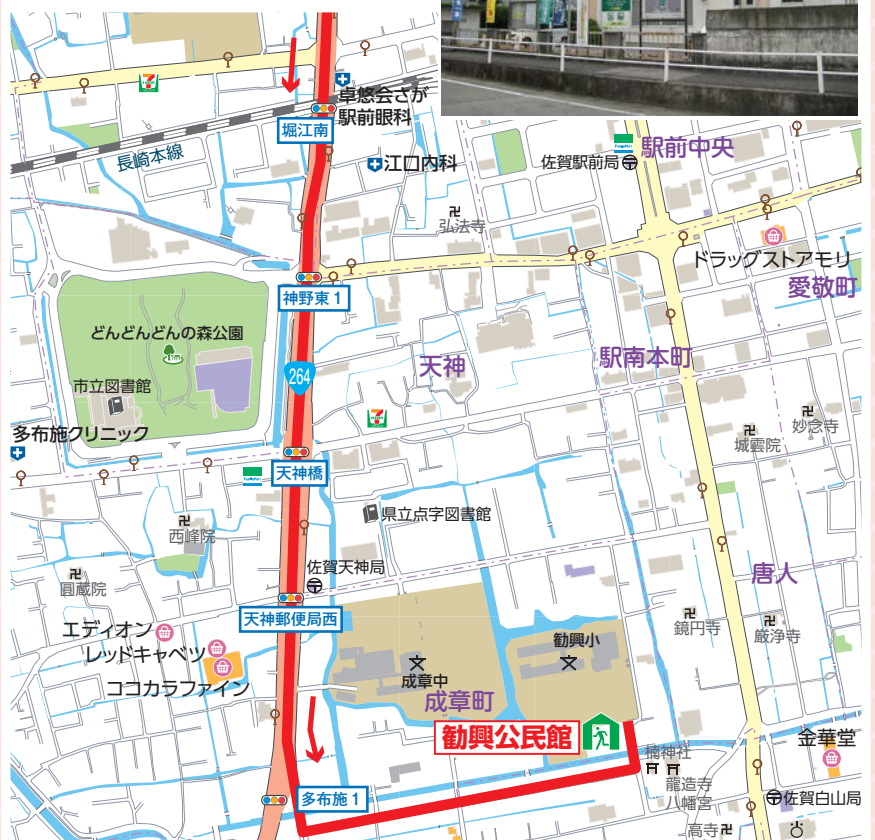 卓悠会さが
駅前眼科
堀江南
長崎本線
江口内科
佐賀駅前局
駅前中央
弘法寺
ドラッグストアモリ
愛敬町
神野東1
どんどんどんの森公園
天神
駅南本町
264
市立図書館
多布施クリニック
妙念寺
城雲院
FamilyMart
天神橋
県立点字図書館
西峰院
佐賀天神局
圓蔵院
唐人
天神郵便局西
エディオン
レッドキャベツ
ココカラファイン
鏡円寺
厳浄寺
勧興小
成章中
成章町
勧興公民館
楠神社
金華堂
龍造寺
八幡宮
多布施1
佐賀白山局
高寺